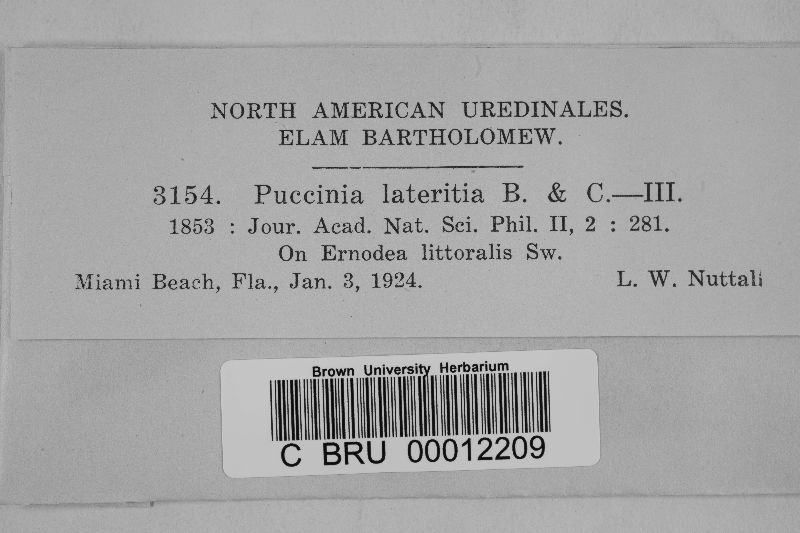 NORTH AMERICAN UREDINALES.
ELAM BARTHOLOMEW.
3154. Puccinia lateritia B. & C.—III.
1853 : Jour. Acad. Nat. Sci. Phil. II, 2 : 281.
On Ernodea littoralis Sw.
Miami Beach, Fla., Jan. 3, 1924. L. W. Nuttall
Brown University Herbarium
C BRU 00012209